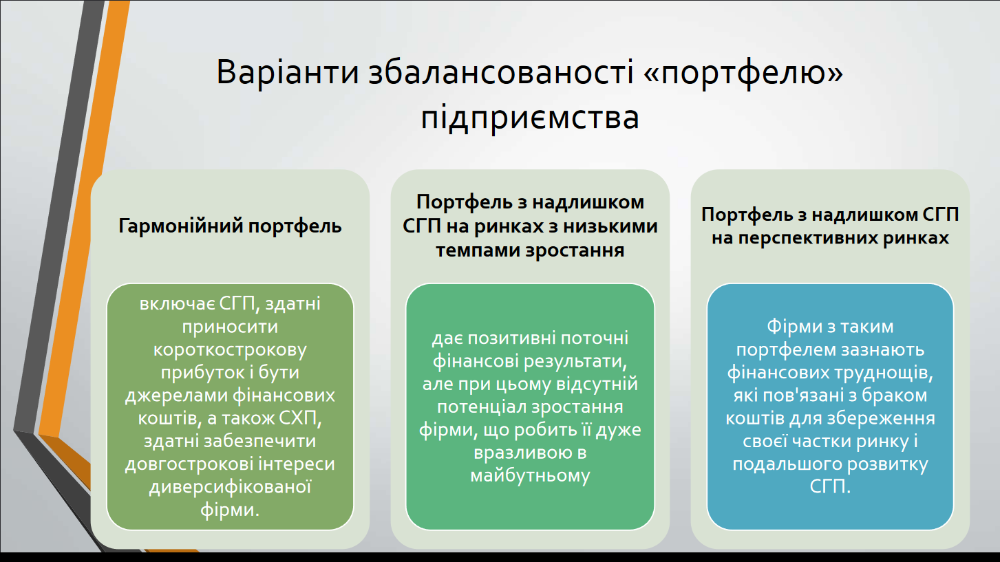 Варіанти збалансованості «портфелю»
підприємства
Гармонійний портфель
включає СГП, здатні
приносити
короткострокову
прибуток і бути
джерелами фінансових
коштів, а також СХП,
здатні забезпечити
довгострокові інтереси
диверсифікованої
фірми.
Портфель з надлишком
СГП на ринках з низькими
темпами зростання
дає позитивні поточні
фінансові результати,
але при цьому відсутній
потенціал зростання
фірми, що робить її дуже
вразливою в
майбутньому
Портфель з надлишком СГП
на перспективних ринках
Фірми з таким
портфелем зазнають
фінансових труднощів,
які пов'язані з браком
коштів для збереження
своєї частки ринку і
подальшого розвитку
СГП.